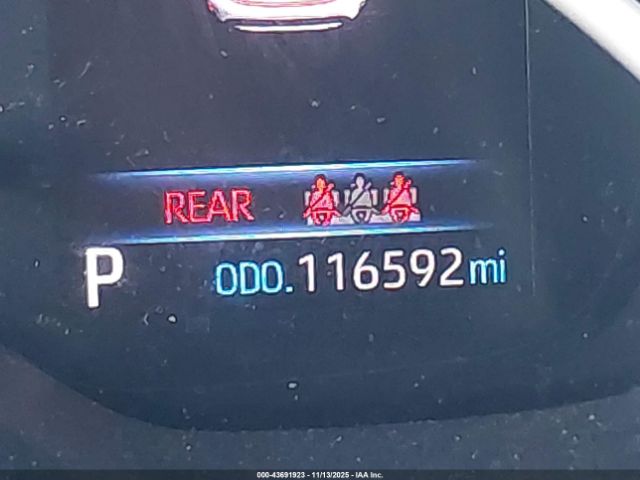 REAR
P ODO.116592mi
000-43691923 - 11/13/2025 - IAA Inc.